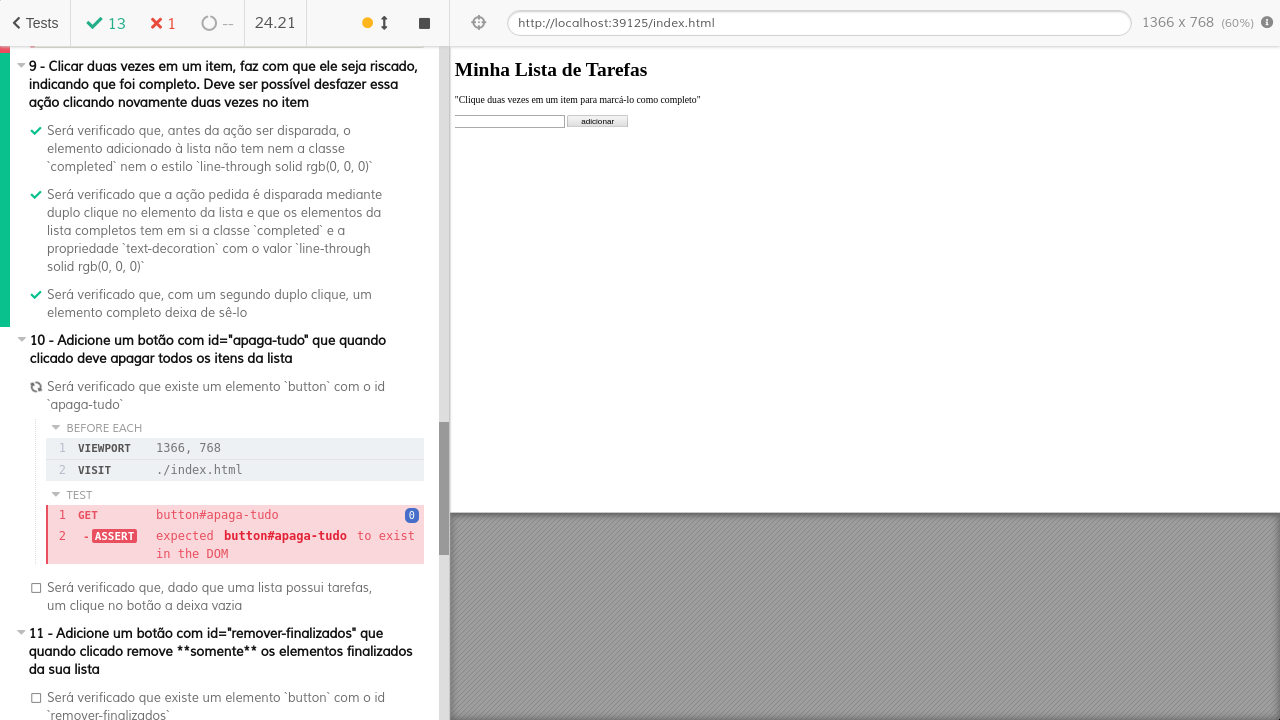 Tests
13
1
--
24.21
http://localhost:39125/index.html
1366 x 768 (60%)
9 - Clicar duas vezes em um item, faz com que ele seja riscado,
indicando que foi completo. Deve ser possível desfazer essa
ação clicando novamente duas vezes no item
Será verificado que, antes da ação ser disparada, o
elemento adicionado à lista não tem nem a classe
`completed` nem o estilo `line-through solid rgb(0, 0, 0)`
Será verificado que a ação pedida é disparada mediante
duplo clique no elemento da lista e que os elementos da
lista completos tem em si a classe `completed` e a
propriedade `text-decoration` com o valor `line-through
solid rgb(0, 0, 0)`
Será verificado que, com um segundo duplo clique, um
elemento completo deixa de sê-lo
10 - Adicione um botão com id="apaga-tudo" que quando
clicado deve apagar todos os itens da lista
Será verificado que existe um elemento `button` com o id
`apaga-tudo`
BEFORE EACH
1 VIEWPORT 1366, 768
2 VISIT ./index.html
TEST
1 GET button#apaga-tudo 0
2 -ASSERT expected button#apaga-tudo to exist
in the DOM
Será verificado que, dado que uma lista possui tarefas,
um clique no botão a deixa vazia
11 - Adicione um botão com id="remover-finalizados" que
quando clicado remove **somente** os elementos finalizados
da sua lista
Será verificado que existe um elemento `button` com o id
`remover-finalizados`
Minha Lista de Tarefas
"Clique duas vezes em um item para marcá-lo como completo"
adicionar